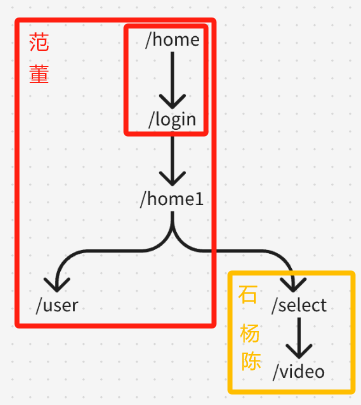 范
董
/home
/login
/home1
/user
石
杨
陈
/select
/video